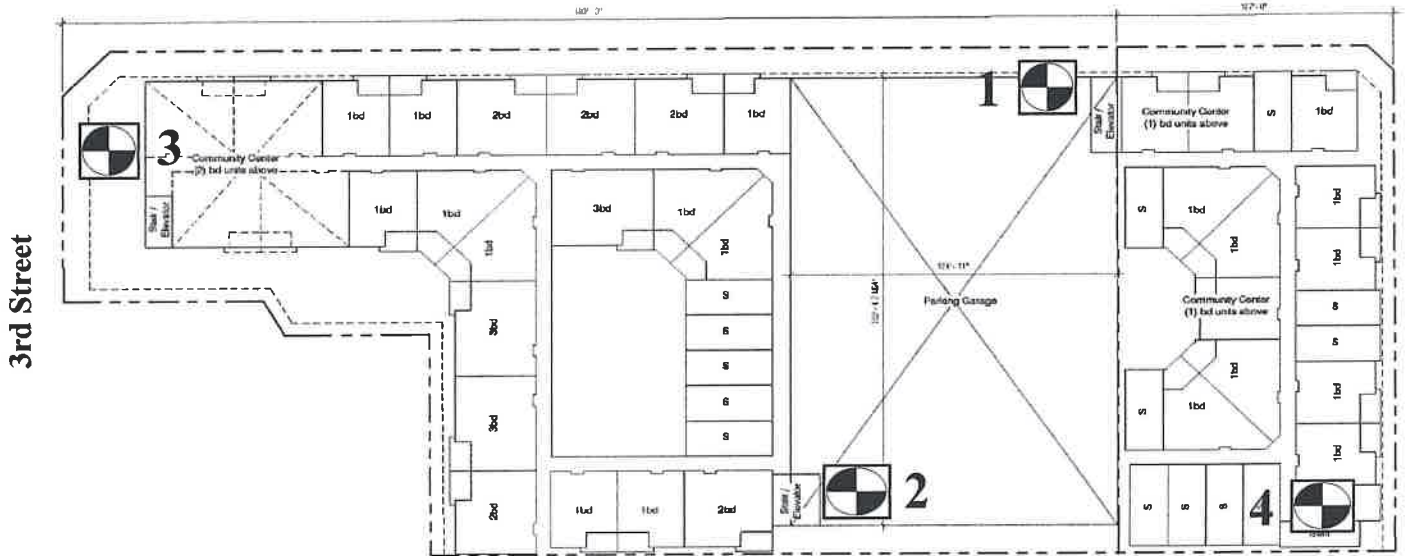 3rd Street
1
3
Community Center
(2) bd units above
Stair /
Elevator
1bd
1bd
2bd
2bd
2bd
1bd
Stair /
Elevator
Community Center
(1) bd units above
S
1bd
1bd
1bd
1bd
3bd
3bd
2bd
3bd
1bd
1bd
S
S
S
S
S
1bd
1bd
2bd
Stair /
Elevator
2
Parking Garage
S
1bd
1bd
Community Center
(1) bd units above
1bd
1bd
S
1bd
1bd
S
S
1bd
1bd
S
S
S
4